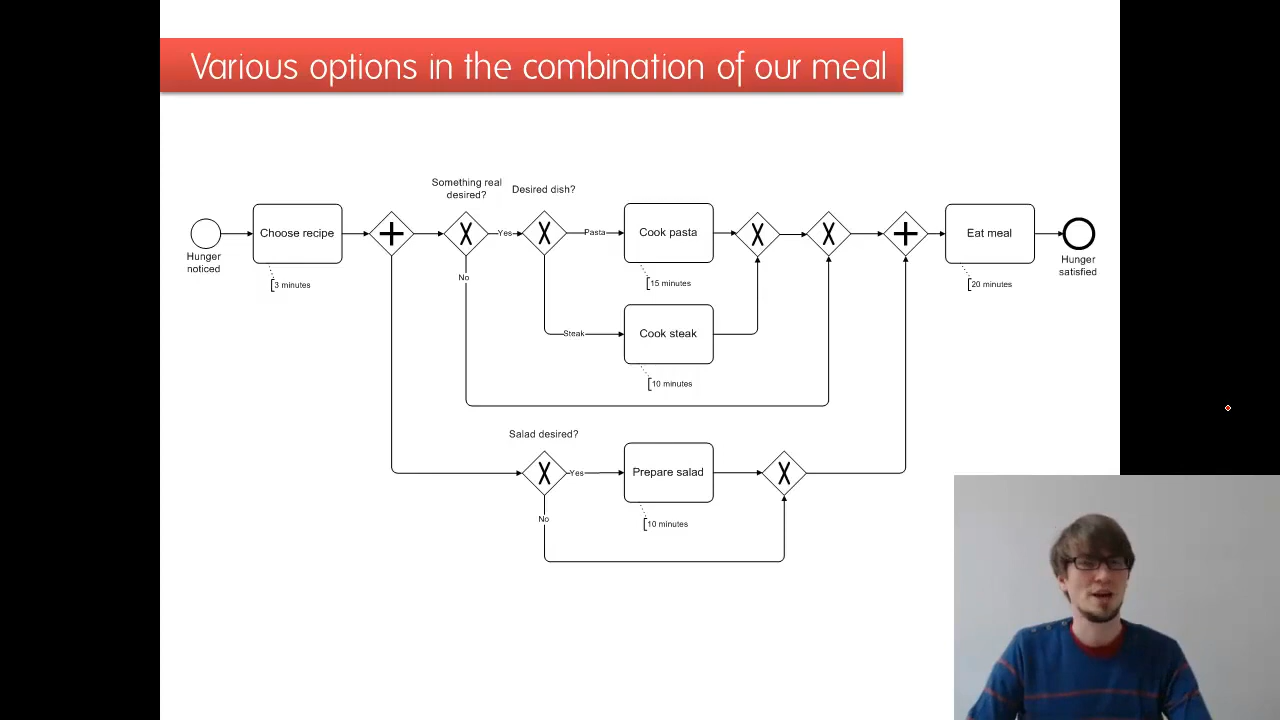 Various options in the combination of our meal
Something real
desired?
Desired dish?
Hunger
noticed
Choose recipe
3 minutes
Yes
No
Pasta
Cook pasta
15 minutes
Steak
Cook steak
10 minutes
Eat meal
20 minutes
Hunger
satisfied
Salad desired?
Yes
No
Prepare salad
10 minutes